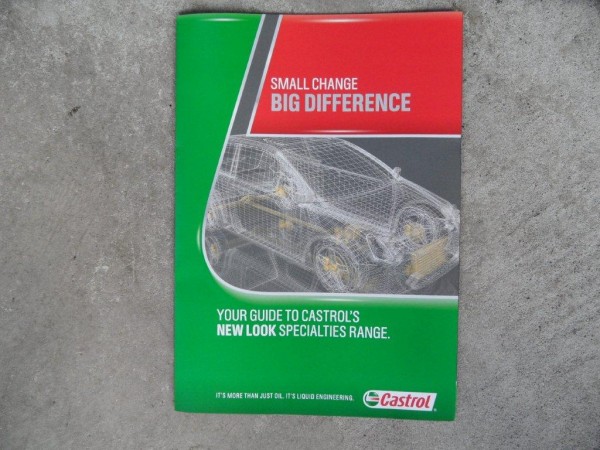 SMALL CHANGE
BIG DIFFERENCE
YOUR GUIDE TO CASTROL'S
NEW LOOK SPECIALTIES RANGE.
IT'S MORE THAN JUST OIL. IT'S LIQUID ENGINEERING.
Castrol